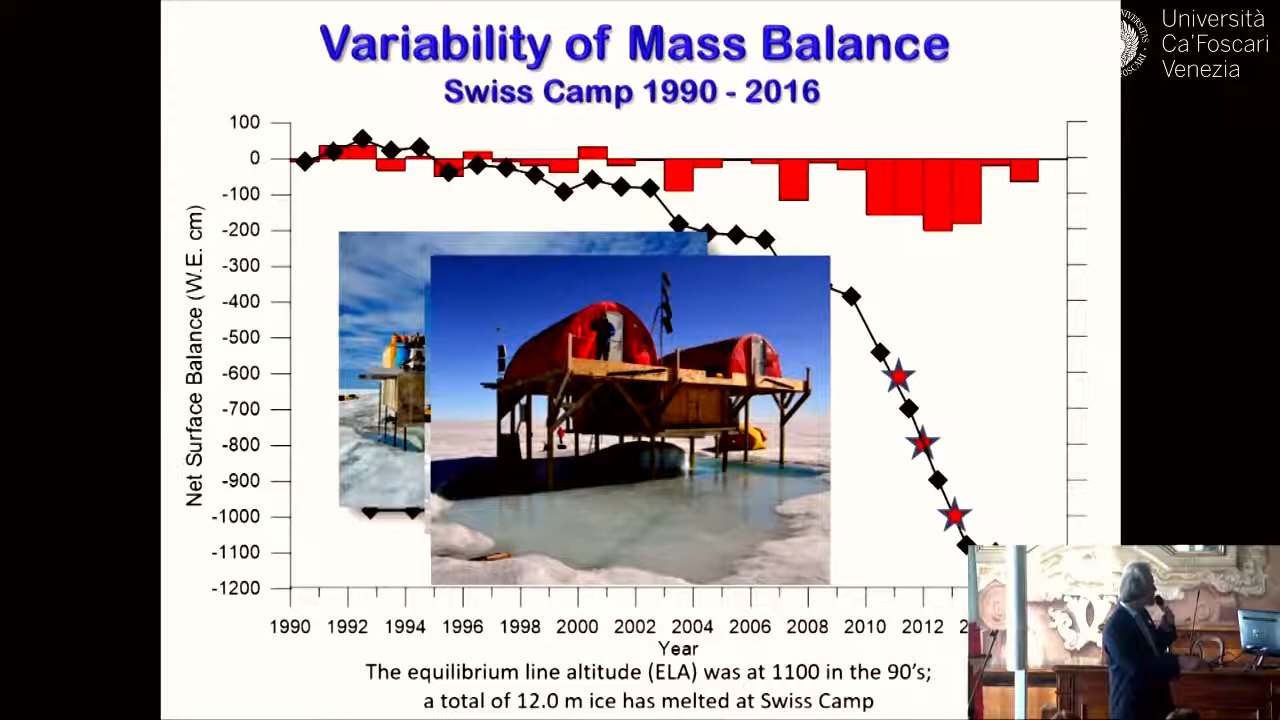 Variability of Mass Balance
Swiss Camp 1990 - 2016
Università
Ca'Foscari
Venezia
100
0
-100
-200
-300
-400
-500
-600
-700
-800
-900
-1000
-1100
-1200
Net Surface Balance (W.E. cm)
1990 1992 1994 1996 1998 2000 2002 2004 2006 2008 2010 2012
Year
The equilibrium line altitude (ELA) was at 1100 in the 90's;
a total of 12.0 m ice has melted at Swiss Camp